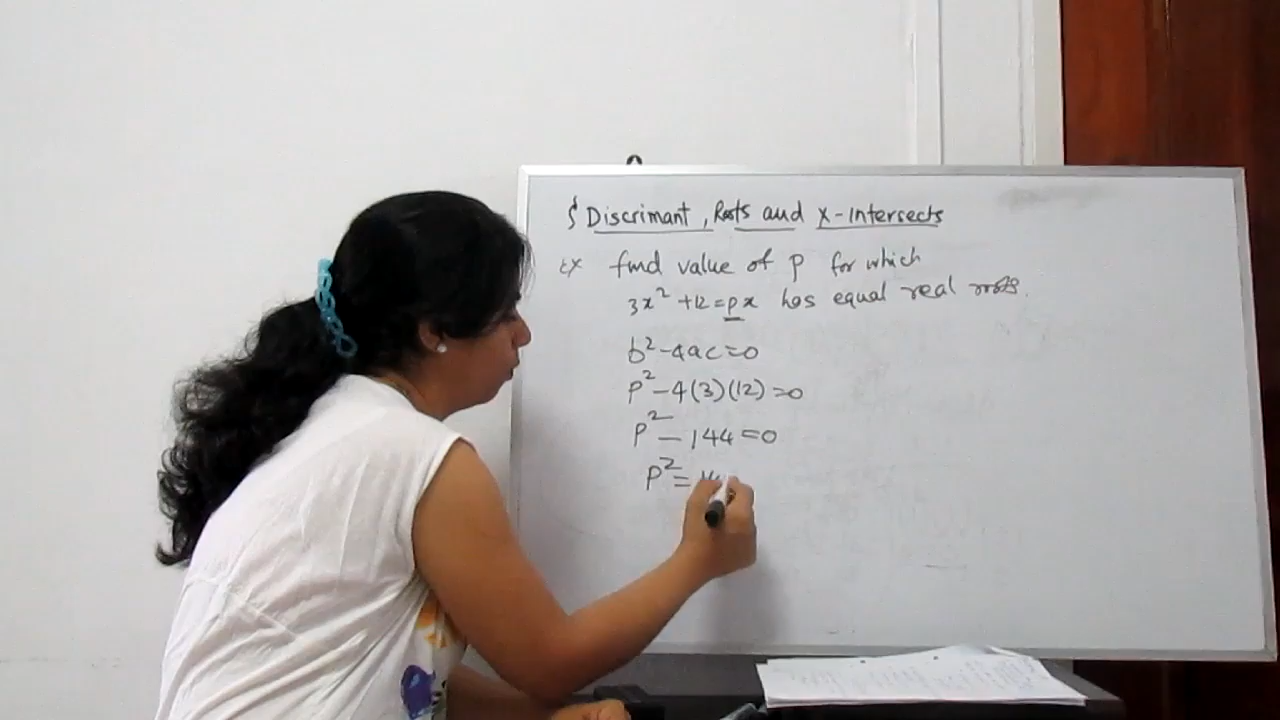 § Discrimant, Roots and X-Intersects
Ex find value of p for which
3x² + 12 = px has equal real roots.
b² - 4ac = 0
p² - 4(3)(12) = 0
p² - 144 = 0
p² = 14